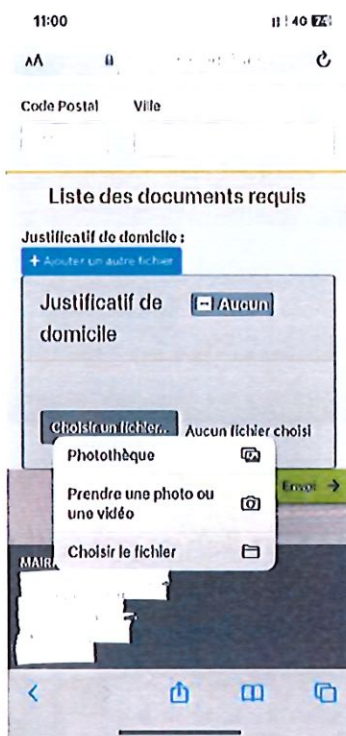 11:00 40 74
AA
Code Postal Ville
Liste des documents requis
Justificatif de domicile :
+ Ajouter un autre fichier
Justificatif de
domicile
Aucun
Choisir un fichier... Aucun fichier choisi
Photothèque
Envoi →
Prendre une photo ou
une vidéo
Choisir le fichier